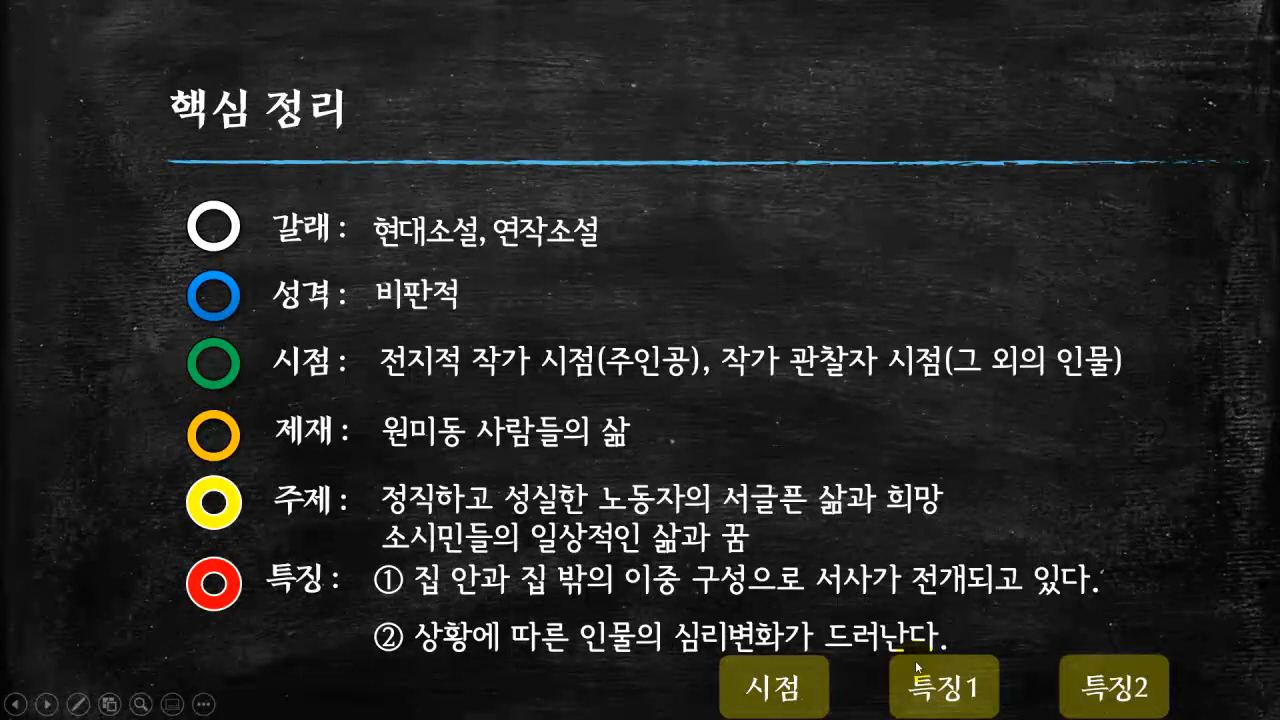 핵심 정리
갈래 : 현대소설, 연작소설
성격 : 비판적
시점 : 전지적 작가 시점(주인공), 작가 관찰자 시점(그 외의 인물)
제재 : 원미동 사람들의 삶
주제 : 정직하고 성실한 노동자의 서글픈 삶과 희망
소시민들의 일상적인 삶과 꿈
특징 : ① 집 안과 집 밖의 이중 구성으로 서사가 전개되고 있다.
② 상황에 따른 인물의 심리변화가 드러난다.
시점 특징1 특징2